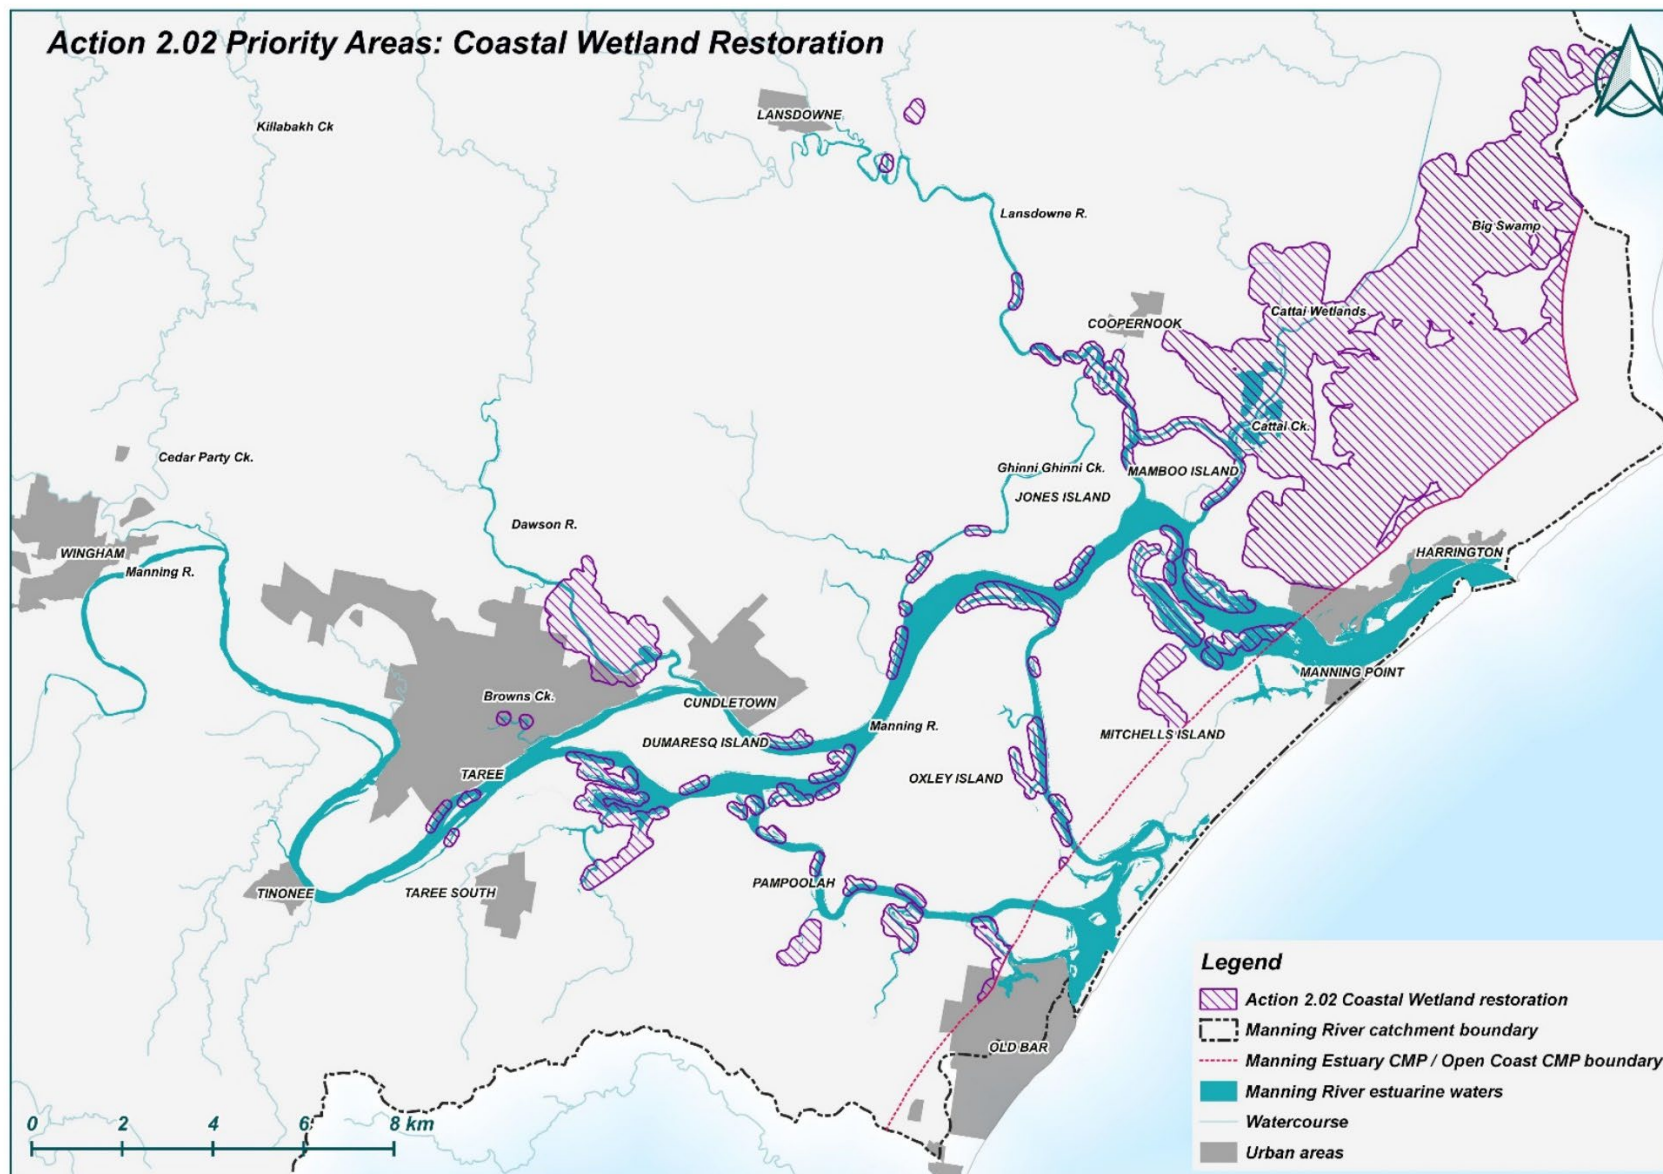 Action 2.02 Priority Areas: Coastal Wetland Restoration
LANSDOWNE
Killabakh Ck
Lansdowne R.
Big Swamp
Cattai Wetlands
COOPERNOOK
Cattai Ck.
Cedar Party Ck.
Ghinni Ghinni Ck.
MAMBOO ISLAND
JONES ISLAND
Dawson R.
WINGHAM
HARRINGTON
Manning R.
MANNING POINT
Browns Ck.
CUNDLETOWN
Manning R.
MITCHELLS ISLAND
DUMARESQ ISLAND
TAREE
OXLEY ISLAND
PAMPOOLAH
TINONEE
TAREE SOUTH
OLD BAR
Legend
Action 2.02 Coastal Wetland restoration
Manning River catchment boundary
Manning Estuary CMP / Open Coast CMP boundary
Manning River estuarine waters
Watercourse
Urban areas
0 2 4 6 8 km